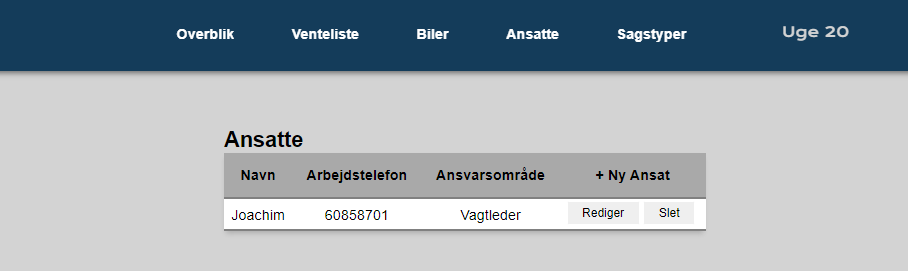 Overblik Venteliste Biler Ansatte Sagstyper Uge 20
Ansatte
Navn Arbejdstelefon Ansvarsområde + Ny Ansat
Joachim 60858701 Vagtleder Rediger Slet